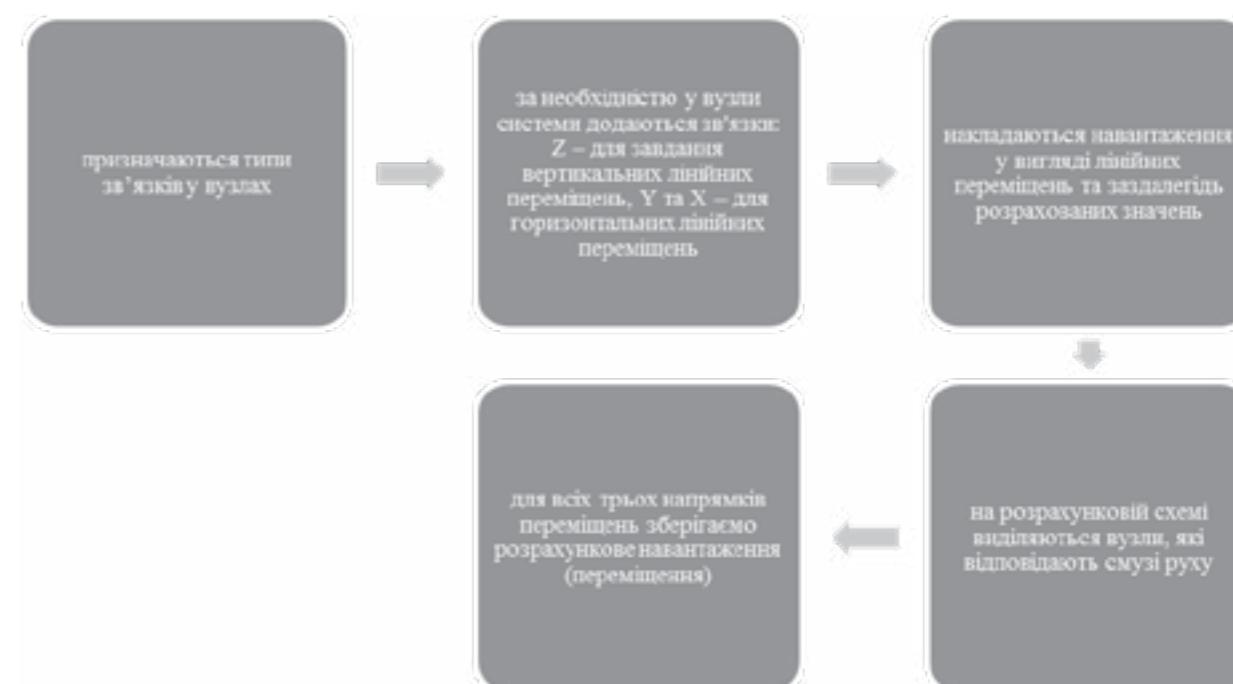 призначаються типи
зв’язків у вузлах
за необхідністю у вузли
системи додаються зв’язки:
Z – для завдання
вертикальних лінійних
переміщень, Y та X – для
горизонтальних лінійних
переміщень
накладаються навантаження
у вигляді лінійних
переміщень та заздалегідь
розрахованих значень
на розрахунковій схемі
виділяються вузли, які
відповідають смузі руху
для всіх трьох напрямків
переміщень зберігаємо
розрахункове навантаження
(переміщення)